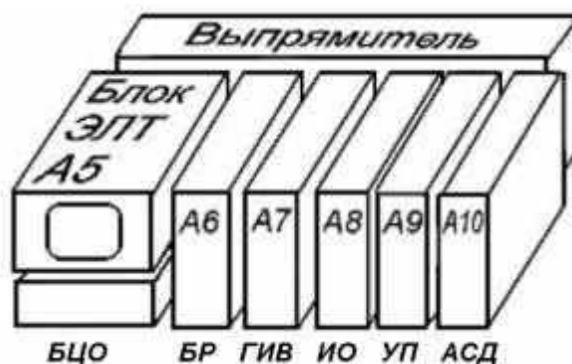 Выпрямитель
Блок
ЭЛТ
А5
А6 А7 А8 А9 А10
БЦО БР ГИВ ИО УП АСД